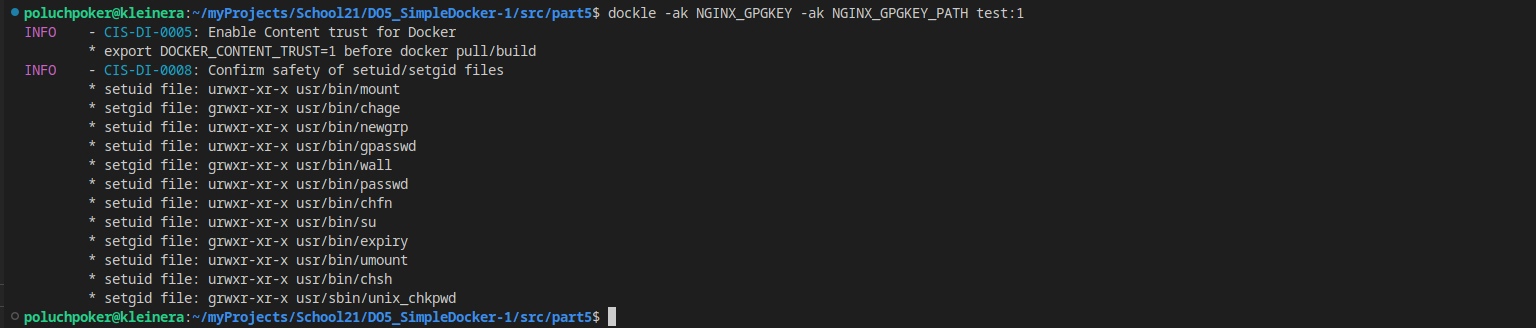 poluchpoker@kleinera:~/myProjects/School21/DO5_SimpleDocker-1/src/part5$ dockle -ak NGINX_GPGKEY -ak NGINX_GPGKEY_PATH test:1
INFO    - CIS-DI-0005: Enable Content trust for Docker
        * export DOCKER_CONTENT_TRUST=1 before docker pull/build
INFO    - CIS-DI-0008: Confirm safety of setuid/setgid files
        * setuid file: urwxr-xr-x usr/bin/mount
        * setgid file: grwxr-xr-x usr/bin/chage
        * setuid file: urwxr-xr-x usr/bin/newgrp
        * setuid file: urwxr-xr-x usr/bin/gpasswd
        * setgid file: grwxr-xr-x usr/bin/wall
        * setuid file: urwxr-xr-x usr/bin/passwd
        * setuid file: urwxr-xr-x usr/bin/chfn
        * setuid file: urwxr-xr-x usr/bin/su
        * setgid file: grwxr-xr-x usr/bin/expiry
        * setuid file: urwxr-xr-x usr/bin/umount
        * setuid file: urwxr-xr-x usr/bin/chsh
        * setgid file: grwxr-xr-x usr/sbin/unix_chkpwd
poluchpoker@kleinera:~/myProjects/School21/DO5_SimpleDocker-1/src/part5$